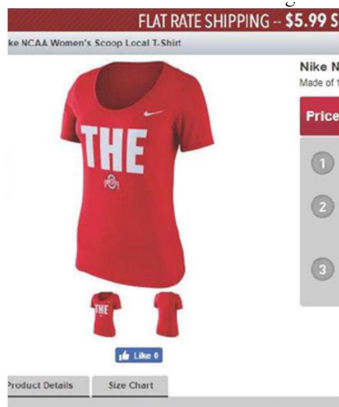 FLAT RATE SHIPPING -- $5.99 S
ke NCAA Women's Scoop Local T-Shirt
Nike N
Made of 1
Price
THE
1
2
3
THE
Like 0
Product Details
Size Chart